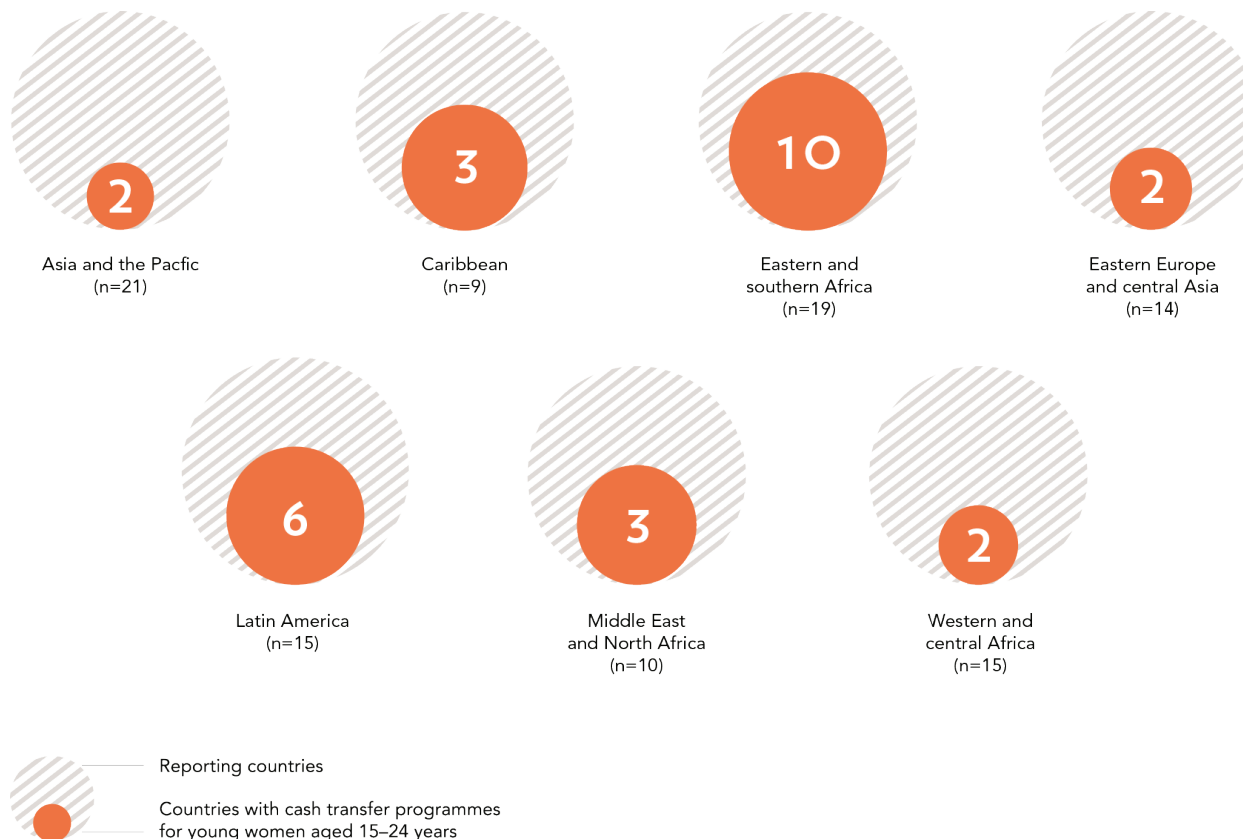 2
3
10
2
Asia and the Pacfic
(n=21)
Caribbean
(n=9)
Eastern and
southern Africa
(n=19)
Eastern Europe
and central Asia
(n=14)
6
3
2
Latin America
(n=15)
Middle East
and North Africa
(n=10)
Western and
central Africa
(n=15)
Reporting countries
Countries with cash transfer programmes
for young women aged 15–24 years